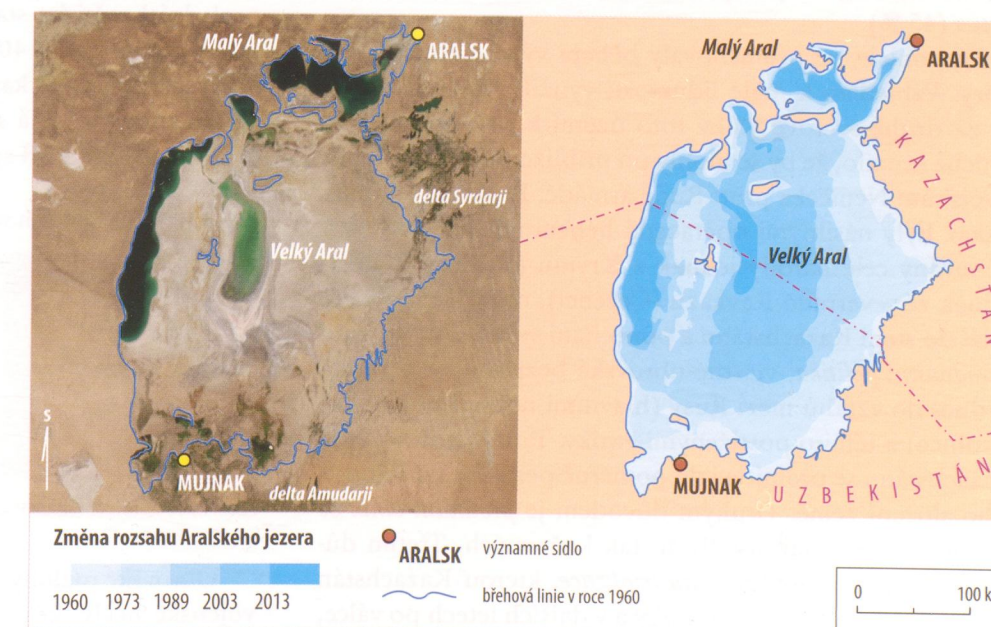 Malý Aral
ARALSK
delta Syrdarji
Velký Aral
S
MUJNAK
delta Amudarji
Malý Aral
ARALSK
KAZACHSTÁN
Velký Aral
MUJNAK
UZBEKISTÁN
Změna rozsahu Aralského jezera
1960 1973 1989 2003 2013
ARALSK významné sídlo
břehová linie v roce 1960
0 100 k